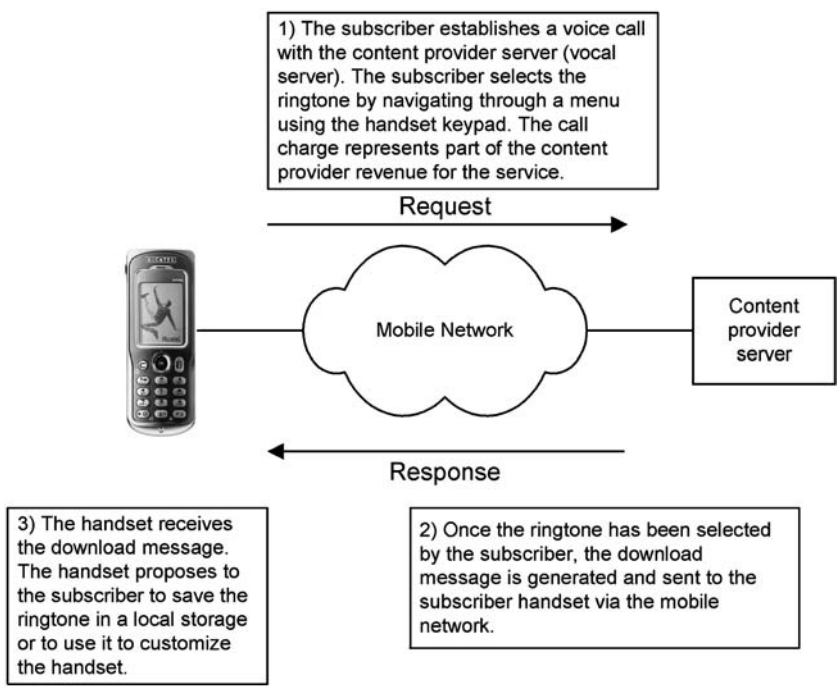 1) The subscriber establishes a voice call
with the content provider server (vocal
server). The subscriber selects the
ringtone by navigating through a menu
using the handset keypad. The call
charge represents part of the content
provider revenue for the service.
Request
ALCATEL
Mobile Network
Content
provider
server
Response
3) The handset receives
the download message.
The handset proposes to
the subscriber to save the
ringtone in a local storage
or to use it to customize
the handset.
2) Once the ringtone has been selected
by the subscriber, the download
message is generated and sent to the
subscriber handset via the mobile
network.